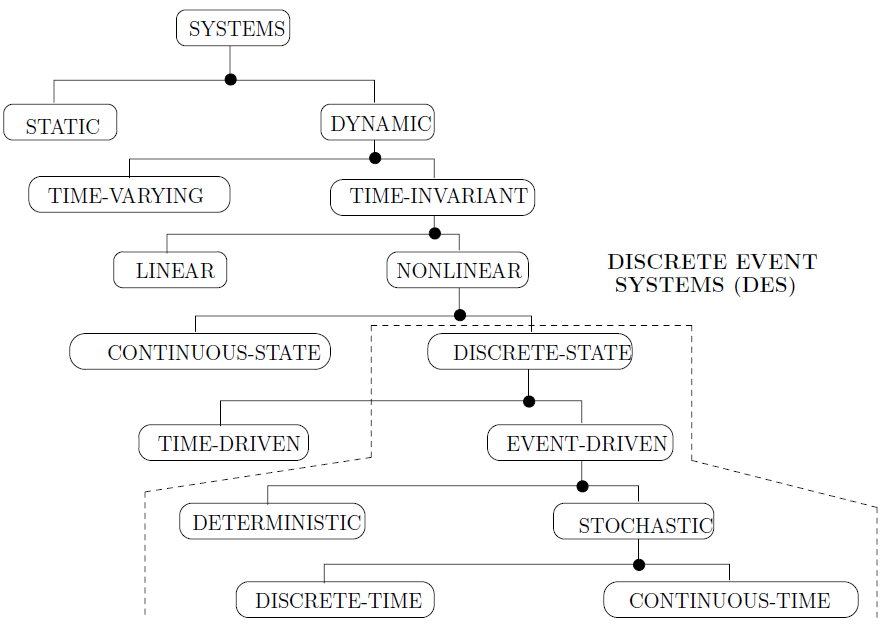 SYSTEMS
STATIC
DYNAMIC
TIME-VARYING
TIME-INVARIANT
LINEAR
NONLINEAR
DISCRETE EVENT
SYSTEMS (DES)
CONTINUOUS-STATE
DISCRETE-STATE
TIME-DRIVEN
EVENT-DRIVEN
DETERMINISTIC
STOCHASTIC
DISCRETE-TIME
CONTINUOUS-TIME